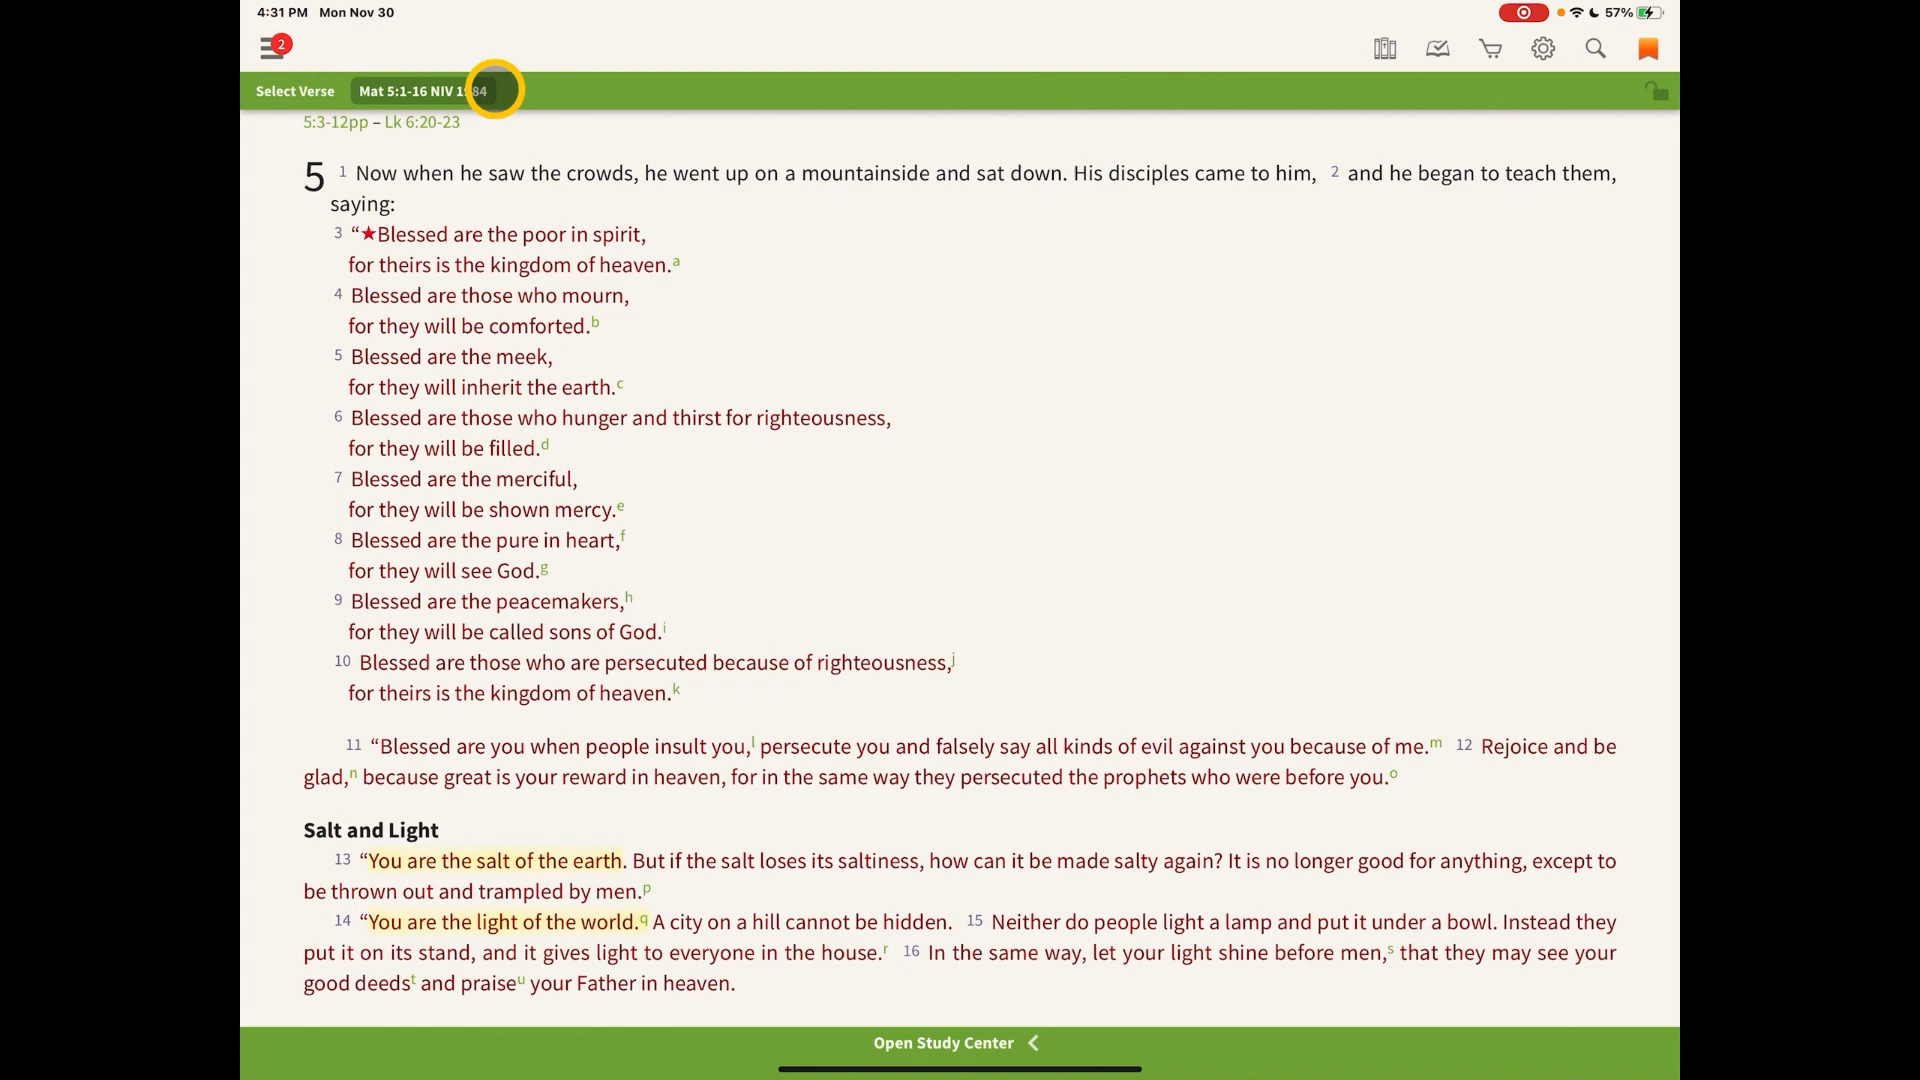 4:31 PM Mon Nov 30
57%
2
Select Verse Mat 5:1-16 NIV 1984
5:3-12pp – Lk 6:20-23
5 1 Now when he saw the crowds, he went up on a mountainside and sat down. His disciples came to him, 2 and he began to teach them,
saying:
3 “★Blessed are the poor in spirit,
for theirs is the kingdom of heaven.a
4 Blessed are those who mourn,
for they will be comforted.b
5 Blessed are the meek,
for they will inherit the earth.c
6 Blessed are those who hunger and thirst for righteousness,
for they will be filled.d
7 Blessed are the merciful,
for they will be shown mercy.e
8 Blessed are the pure in heart,f
for they will see God.g
9 Blessed are the peacemakers,h
for they will be called sons of God.i
10 Blessed are those who are persecuted because of righteousness,j
for theirs is the kingdom of heaven.k
11 “Blessed are you when people insult you,l persecute you and falsely say all kinds of evil against you because of me.m 12 Rejoice and be
glad,n because great is your reward in heaven, for in the same way they persecuted the prophets who were before you.o
Salt and Light
13 “You are the salt of the earth. But if the salt loses its saltiness, how can it be made salty again? It is no longer good for anything, except to
be thrown out and trampled by men.p
14 “You are the light of the world.q A city on a hill cannot be hidden. 15 Neither do people light a lamp and put it under a bowl. Instead they
put it on its stand, and it gives light to everyone in the house.r 16 In the same way, let your light shine before men,s that they may see your
good deedst and praiseu your Father in heaven.
Open Study Center